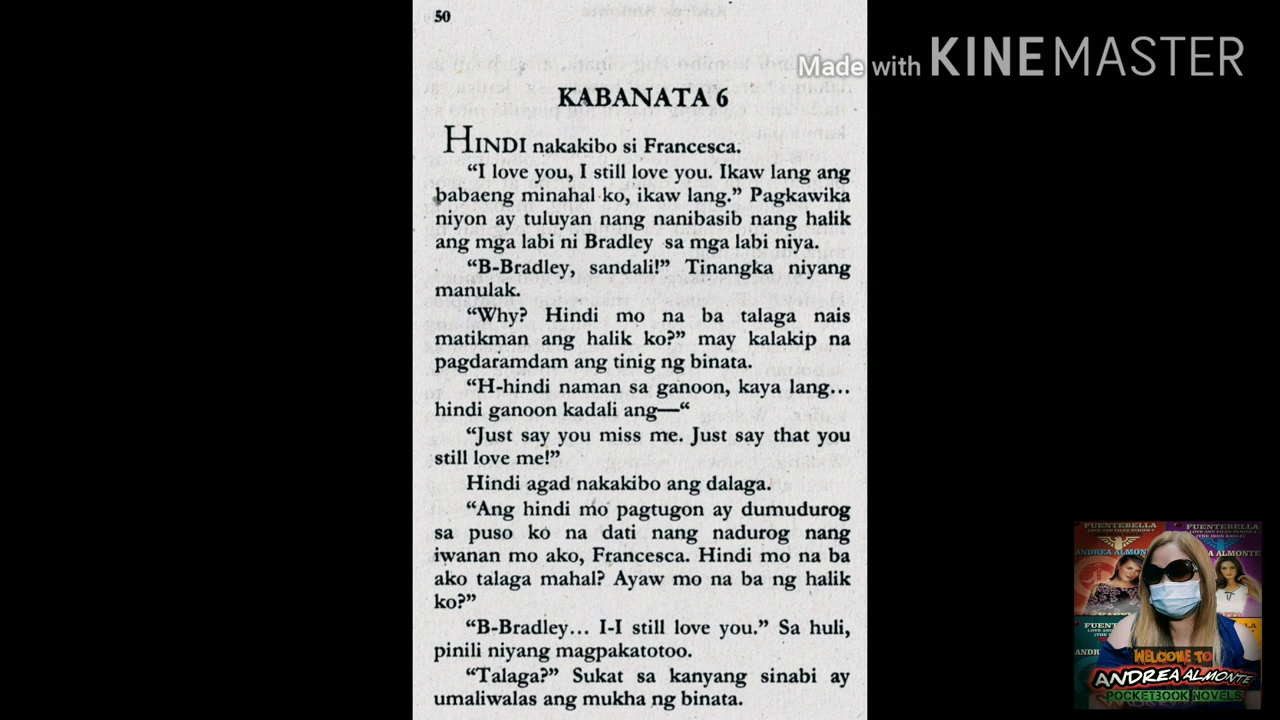 50
Made with KINEMASTER
KABANATA 6
HINDI nakakibo si Francesca.
“I love you, I still love you. Ikaw lang ang
babaeng minahal ko, ikaw lang.” Pagkawika
niyon ay tuluyan nang nanibasib nang halik
ang mga labi ni Bradley sa mga labi niya.
“B-Bradley, sandali!” Tinangka niyang
manulak.
“Why? Hindi mo na ba talaga nais
matikman ang halik ko?” may kalakip na
pagdaramdam ang tinig ng binata.
“H-hindi naman sa ganoon, kaya lang...
hindi ganoon kadali ang—“
“Just say you miss me. Just say that you
still love me!”
Hindi agad nakakibo ang dalaga.
“Ang hindi mo pagtugon ay dumudurog
sa puso ko na dati nang nadurog nang
iwanan mo ako, Francesca. Hindi mo na ba
ako talaga mahal? Ayaw mo na ba ng halik
ko?”
“B-Bradley... I-I still love you.” Sa huli,
pinili niyang magpakatotoo.
“Talaga?” Sukat sa kanyang sinabi ay
umaliwalas ang mukha ng binata.
FUENTEBELLA
FUENTEBELLA
ANDREA ALMONTE
WELCOME TO
ANDREA ALMONTE
POCKETBOOK NOVELS